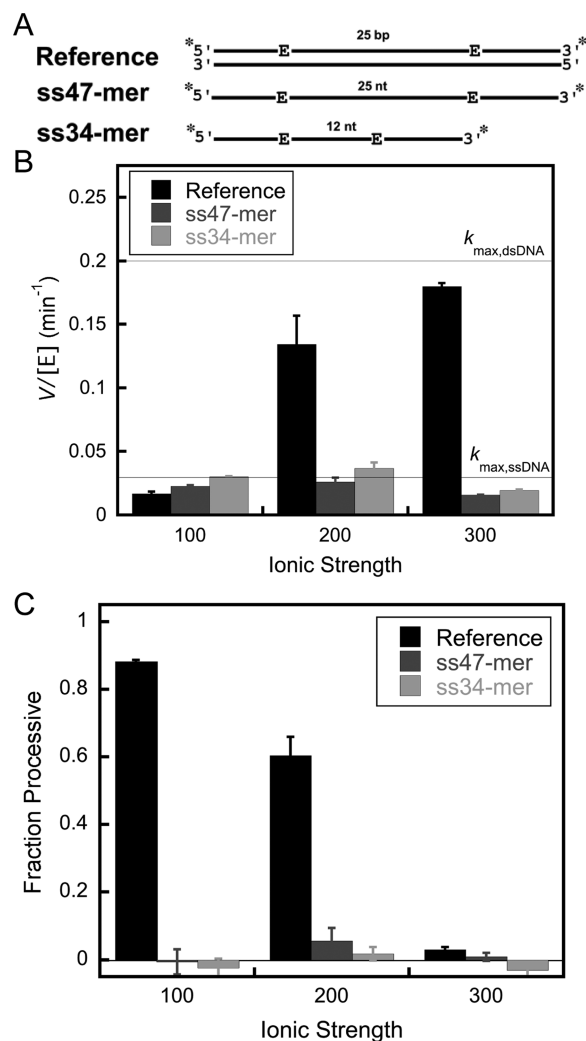 A
Reference
*5' E 25 bp E 3'*
3' 5'
ss47-mer
*5' E 25 nt E 3'*
ss34-mer
*5' E 12 nt E 3'*
B
Reference
ss47-mer
ss34-mer
kmax,dsDNA
kmax,ssDNA
V/[E] (min-1)
0.25
0.2
0.15
0.1
0.05
0
100 200 300
Ionic Strength
C
Reference
ss47-mer
ss34-mer
Fraction Processive
1
0.8
0.6
0.4
0.2
0
100 200 300
Ionic Strength